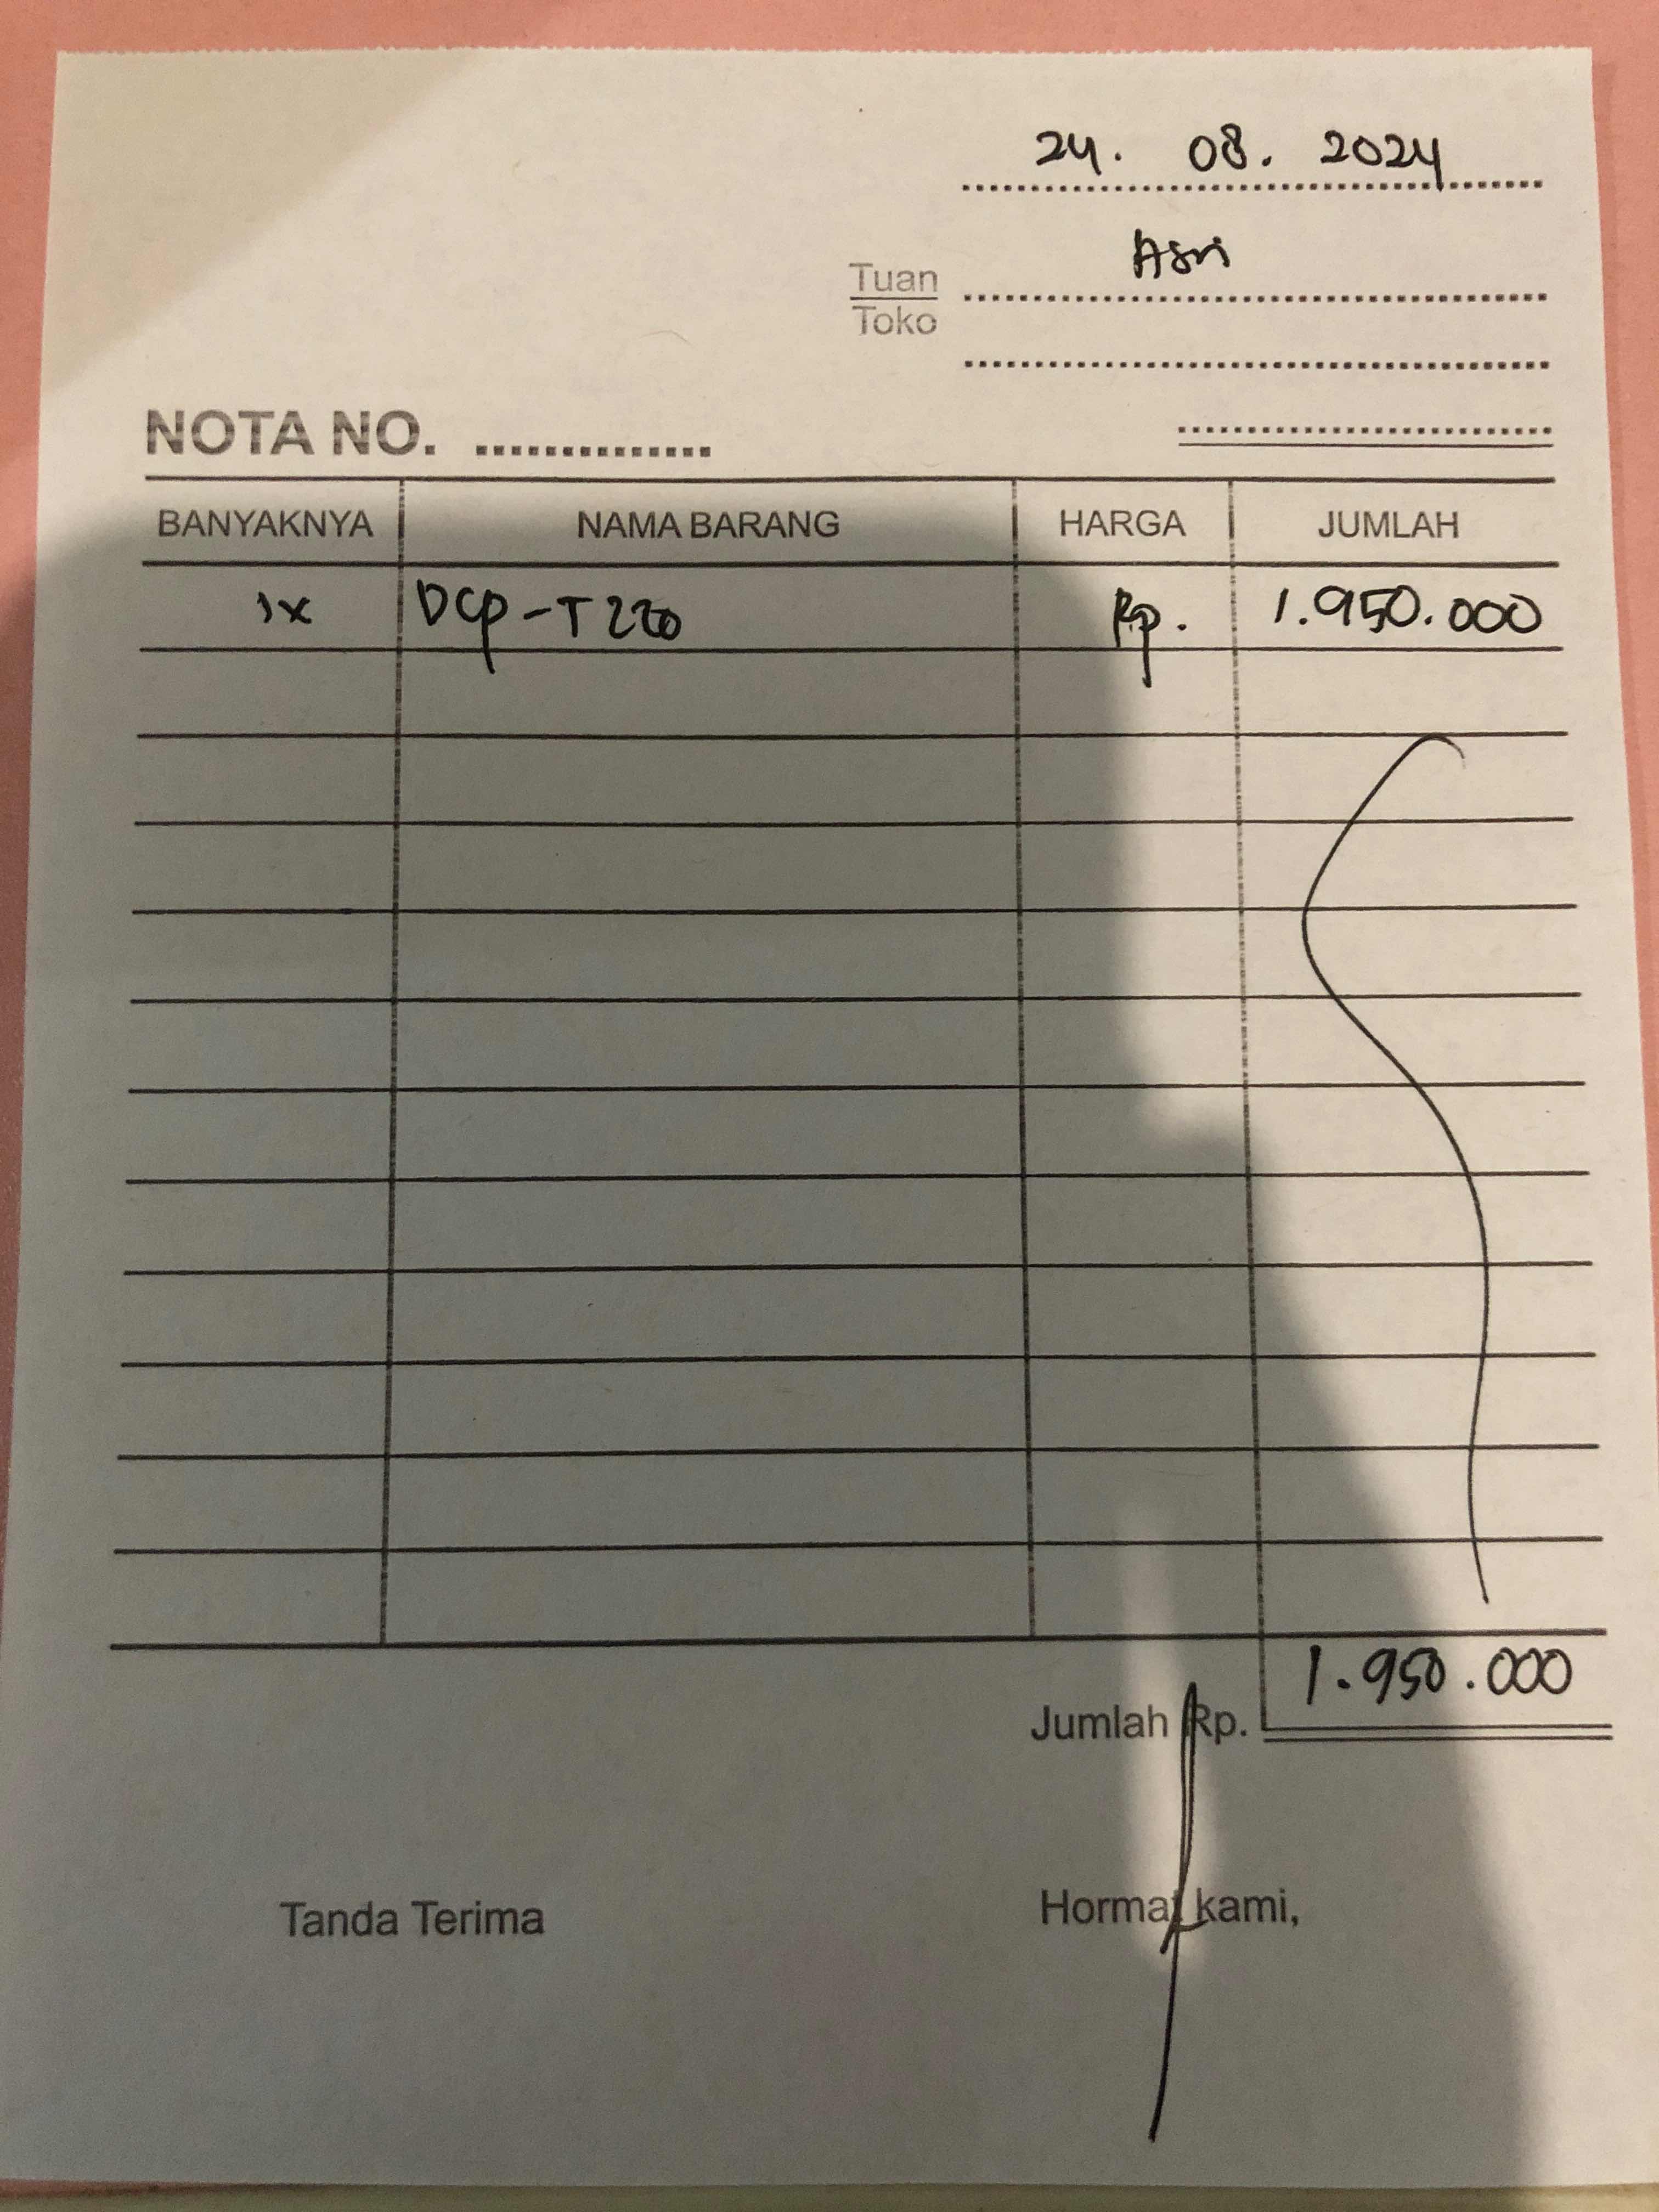 24. 08. 2024
Tuan Asri
Toko
NOTA NO.
BANYAKNYA NAMA BARANG HARGA JUMLAH
1x DCP-T220 Rp. 1.950.000
Jumlah Rp. 1.950.000
Tanda Terima Hormat kami,